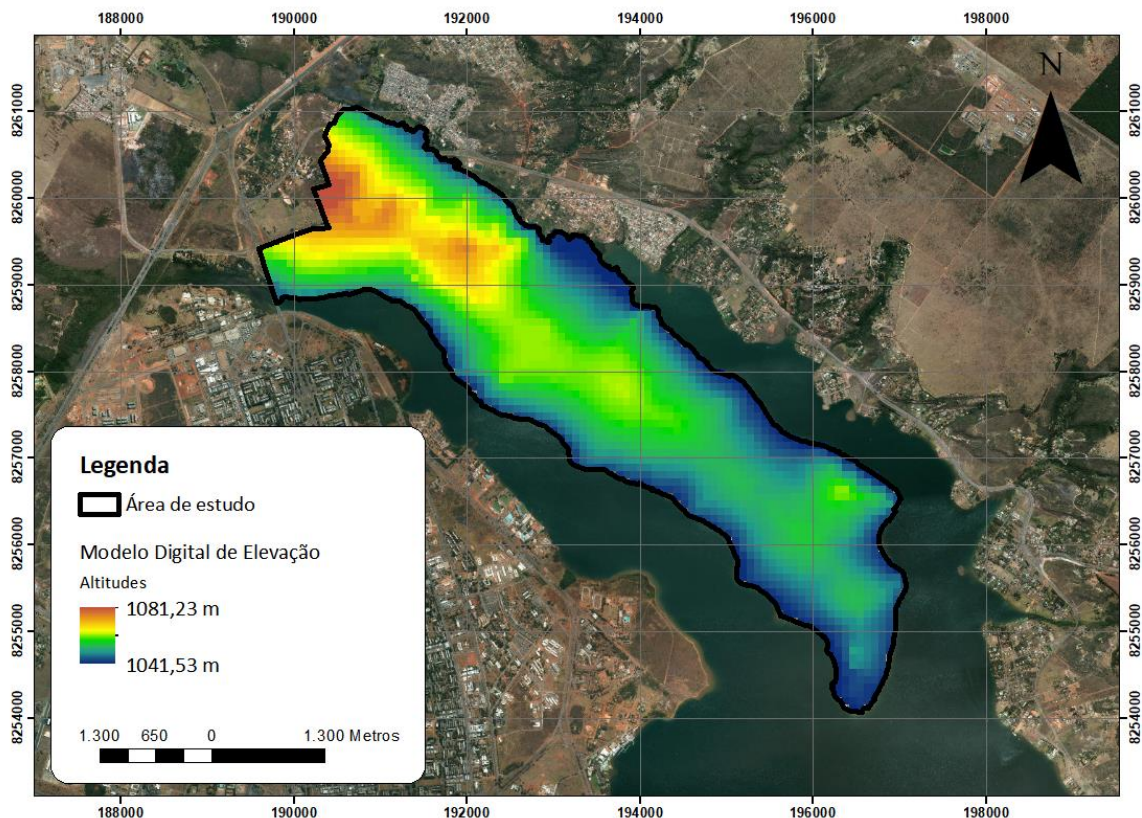 188000 190000 192000 194000 196000 198000
N
8261000 8261000
8260000 8260000
8259000 8259000
8258000 8258000
8257000 8257000
8256000 8256000
8255000 8255000
8254000 8254000
Legenda
Área de estudo
Modelo Digital de Elevação
Altitudes
1081,23 m
1041,53 m
1.300 650 0 1.300 Metros
188000 190000 192000 194000 196000 198000